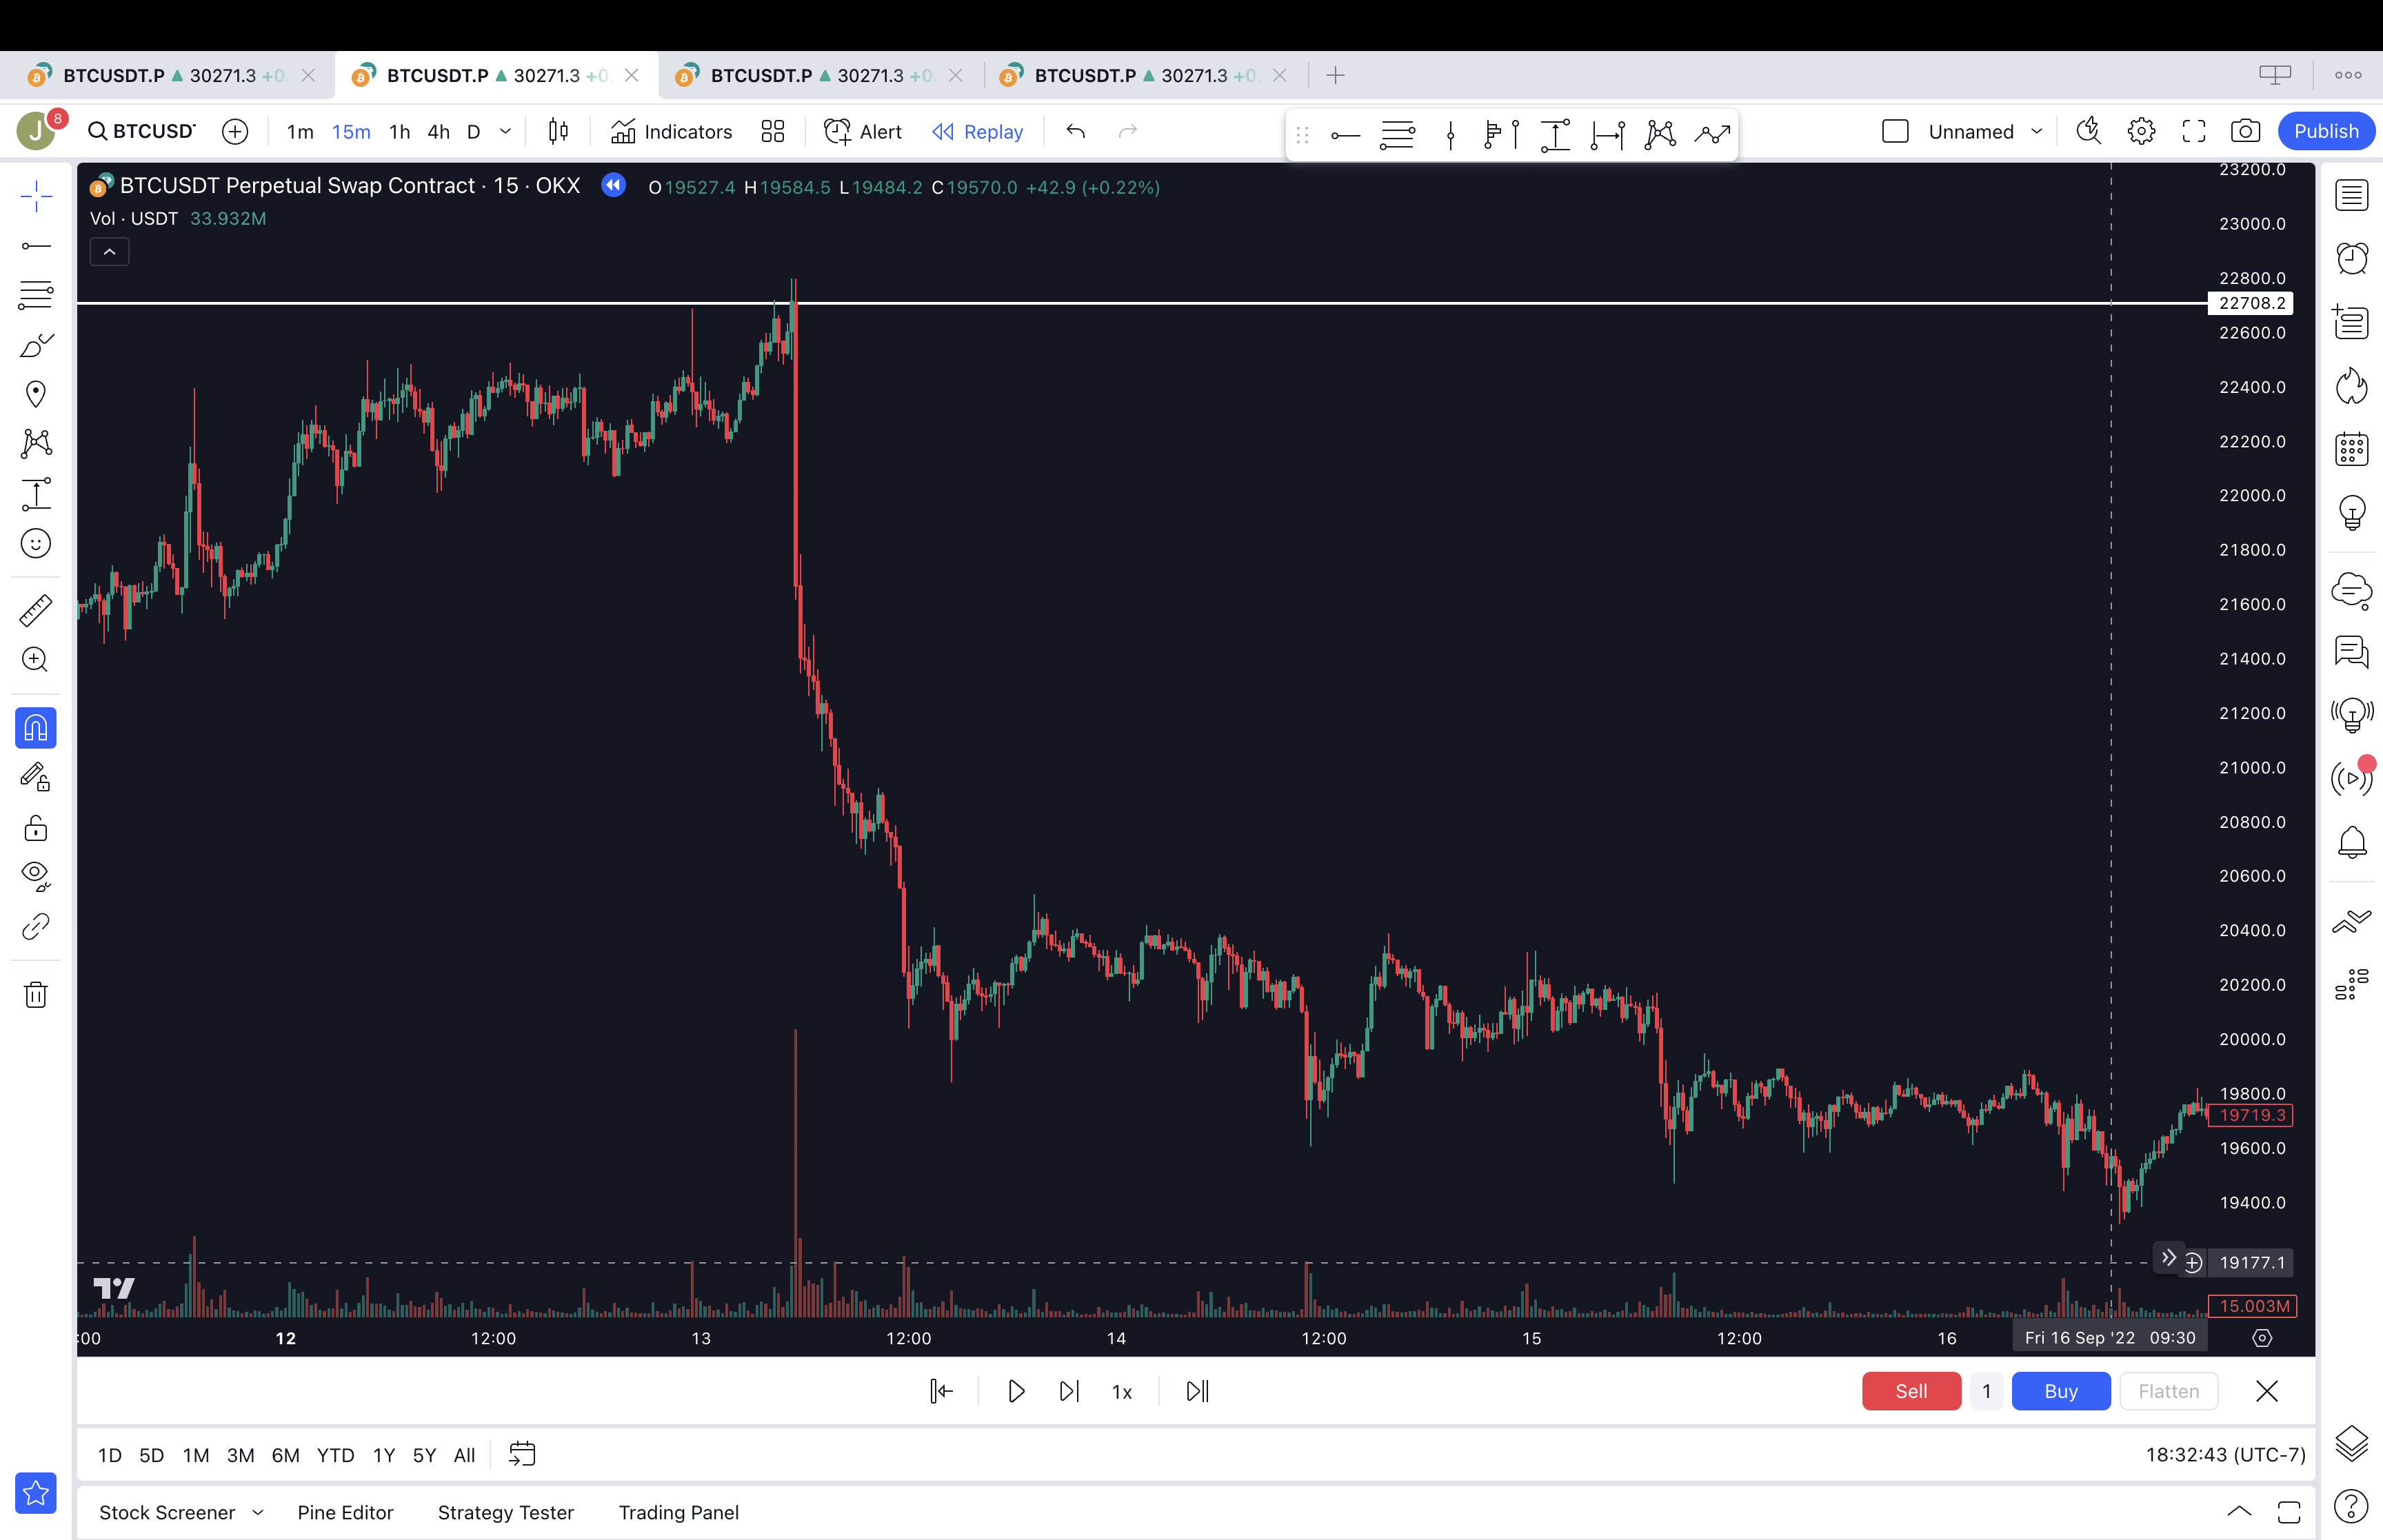 BTCUSDT.P ▲ 30271.3 +0. BTCUSDT.P ▲ 30271.3 +0. BTCUSDT.P ▲ 30271.3 +0. BTCUSDT.P ▲ 30271.3 +0.
J 8 BTCUSD 1m 15m 1h 4h D Indicators Alert Replay Unnamed Publish
BTCUSDT Perpetual Swap Contract · 15 · OKX O19527.4 H19584.5 L19484.2 C19570.0 +42.9 (+0.22%)
Vol · USDT 33.932M
23200.0
23000.0
22800.0
22708.2
22600.0
22400.0
22200.0
22000.0
21800.0
21600.0
21400.0
21200.0
21000.0
20800.0
20600.0
20400.0
20200.0
20000.0
19800.0
19719.3
19600.0
19400.0
19177.1
15.003M
:00 12 12:00 13 12:00 14 12:00 15 12:00 16 Fri 16 Sep '22 09:30
1x Sell 1 Buy Flatten
1D 5D 1M 3M 6M YTD 1Y 5Y All 18:32:43 (UTC-7)
Stock Screener Pine Editor Strategy Tester Trading Panel